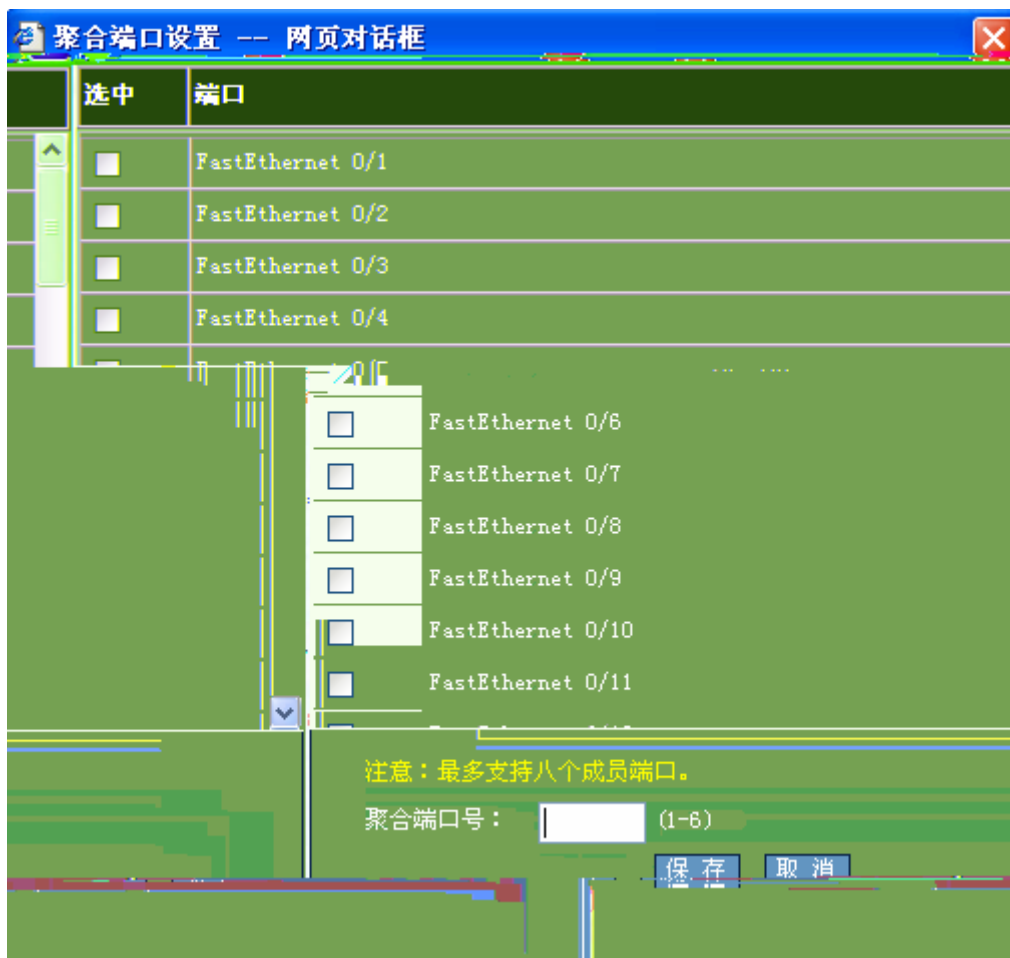 聚合端口设置 -- 网页对话框
选中 端口
FastEthernet 0/1
FastEthernet 0/2
FastEthernet 0/3
FastEthernet 0/4
FastEthernet 0/6
FastEthernet 0/7
FastEthernet 0/8
FastEthernet 0/9
FastEthernet 0/10
FastEthernet 0/11
注意：最多支持八个成员端口。
聚合端口号： (1-6)
保 存 取 消